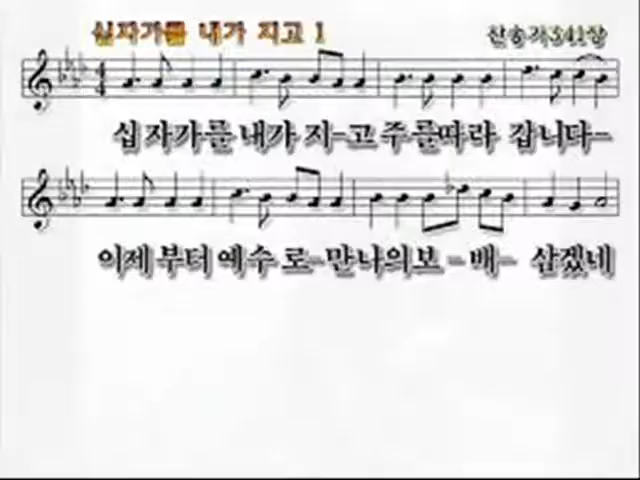 십자가를 내가 지고 1
찬송가341장
십자가를내가 지-고주를따라 갑니다-
이제부터예수로-만나의보-배- 삼겠네